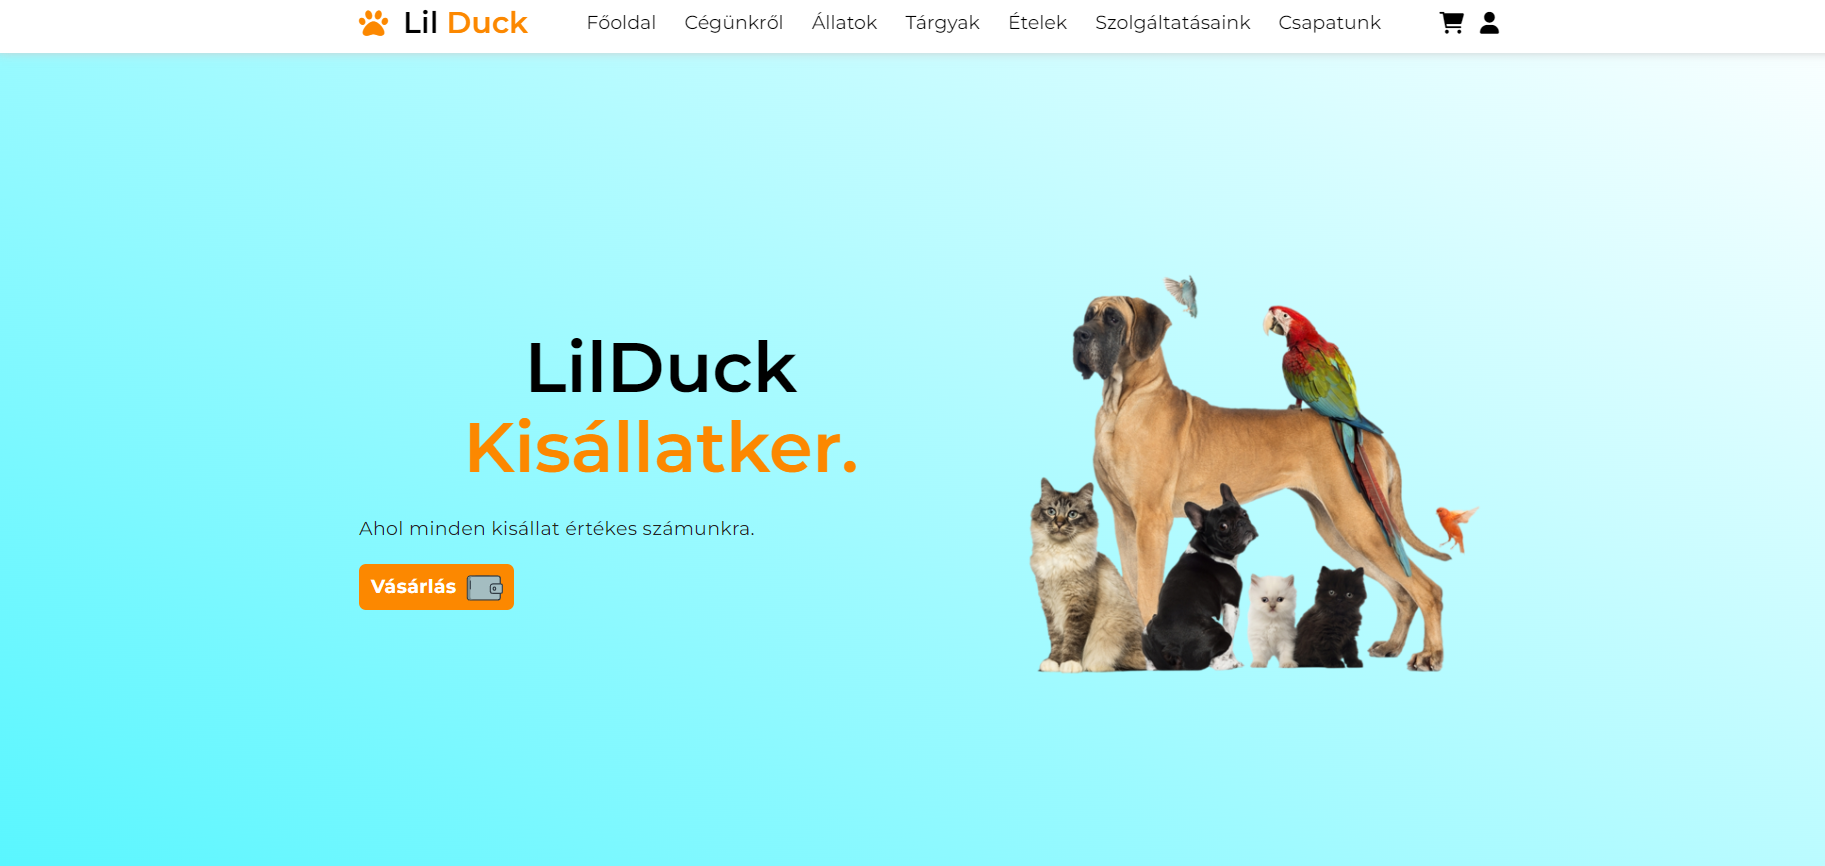 Lil Duck Főoldal Cégünkről Állatok Tárgyak Ételek Szolgáltatásaink Csapatunk
LilDuck
Kisállatker.
Ahol minden kisállat értékes számunkra.
Vásárlás